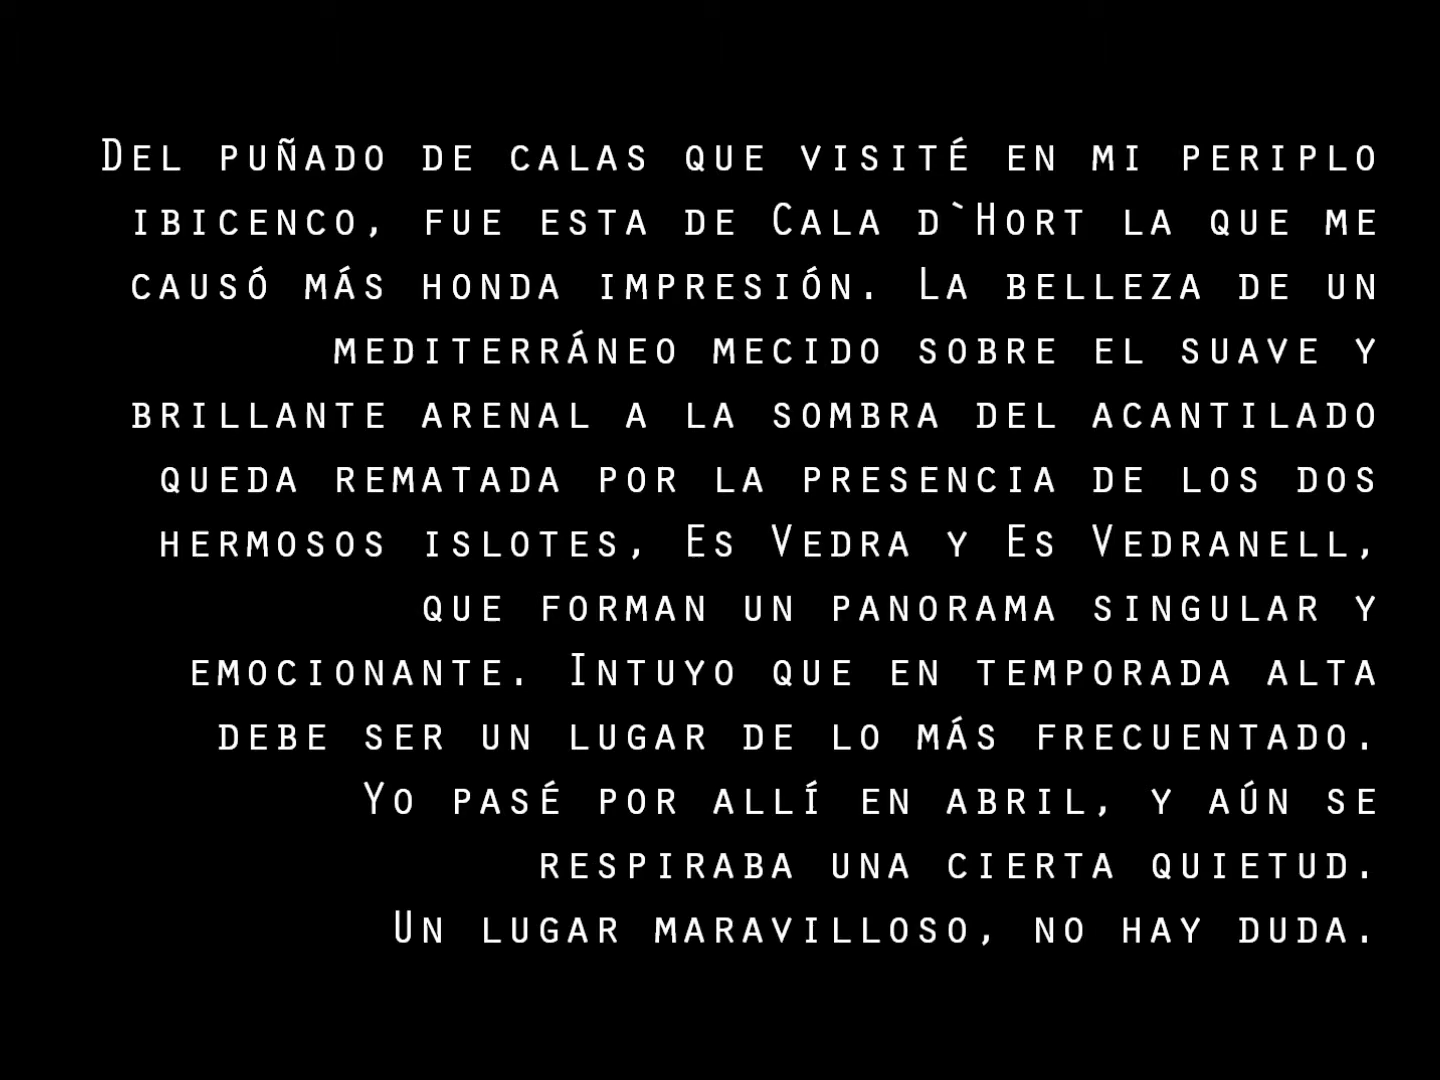 Del puñado de calas que visité en mi periplo
ibicenco, fue esta de Cala d`Hort la que me
causó más honda impresión. La belleza de un
mediterráneo mecido sobre el suave y
brillante arenal a la sombra del acantilado
queda rematada por la presencia de los dos
hermosos islotes, Es Vedra y Es Vedranell,
que forman un panorama singular y
emocionante. Intuyo que en temporada alta
debe ser un lugar de lo más frecuentado.
Yo pasé por allí en abril, y aún se
respiraba una cierta quietud.
Un lugar maravilloso, no hay duda.